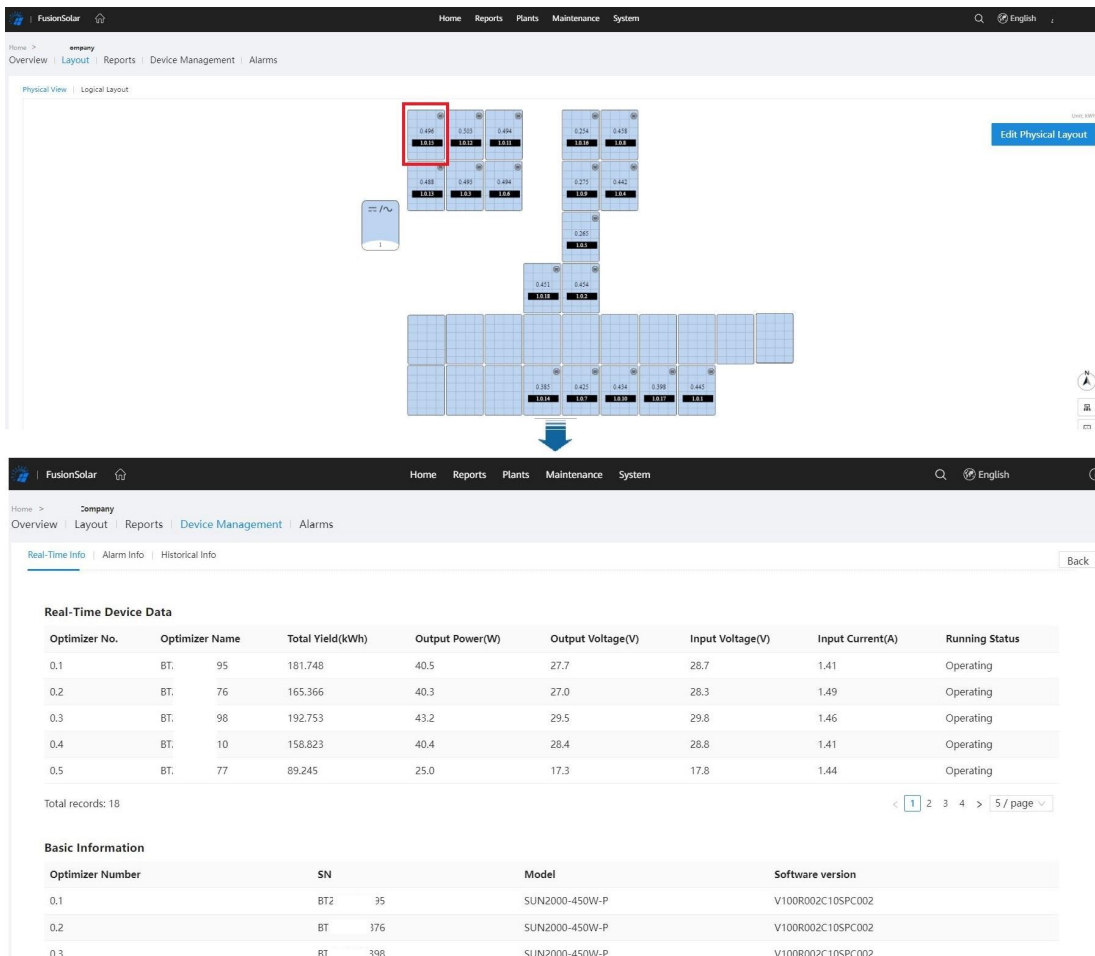 FusionSolar Home Reports Plants Maintenance System English
Home > ompany
Overview Layout Reports Device Management Alarms
Physical View Logical Layout
Edit Physical Layout
0.496 0.503 0.494 0.254 0.458
1.0.15 1.0.12 1.0.11 1.0.16 1.0.8
0.488 0.493 0.494 0.275 0.442
1.0.13 1.0.3 1.0.6 1.0.9 1.0.4
0.265
1
1.0.5
0.451 0.454
1.0.18 1.0.2
0.385 0.423 0.434 0.398 0.443
1.0.14 1.0.7 1.0.10 1.0.17 1.0.1
N
FusionSolar Home Reports Plants Maintenance System English
Home > Company
Overview Layout Reports Device Management Alarms
Real-Time Info Alarm Info Historical Info
Back
Real-Time Device Data
Optimizer No. Optimizer Name Total Yield(kWh) Output Power(W) Output Voltage(V) Input Voltage(V) Input Current(A) Running Status
0.1 BT. 95 181.748 40.5 27.7 28.7 1.41 Operating
0.2 BT. 76 165.366 40.3 27.0 28.3 1.49 Operating
0.3 BT. 98 192.753 43.2 29.5 29.8 1.46 Operating
0.4 BT. 10 158.823 40.4 28.4 28.8 1.41 Operating
0.5 BT. 77 89.245 25.0 17.3 17.8 1.44 Operating
Total records: 18 < 1 2 3 4 > 5 / page
Basic Information
Optimizer Number SN Model Software version
0.1 BT2 95 SUN2000-450W-P V100R002C10SPC002
0.2 BT 376 SUN2000-450W-P V100R002C10SPC002
0.3 BT 398 SUN2000-450W-P V100R002C10SPC002